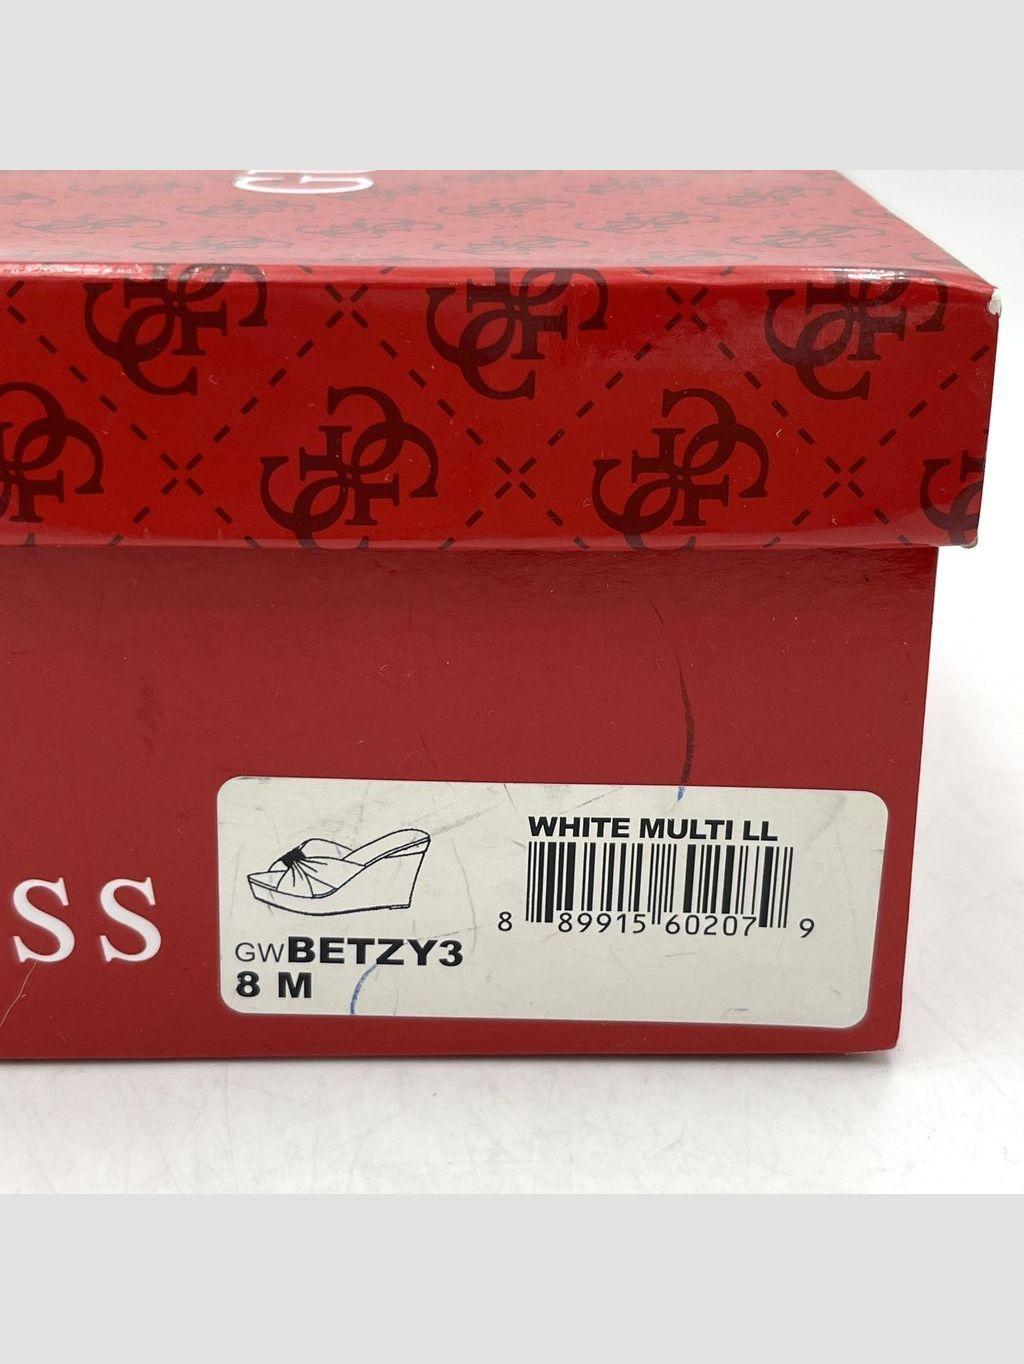 SS
WHITE MULTI LL
8 89915 60207 9
GWBETZY3
8 M